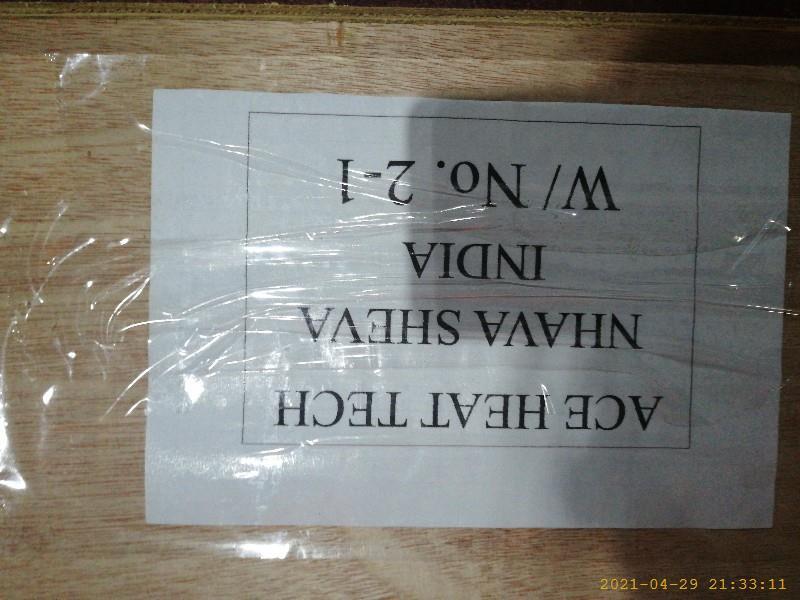 ACE HEAT TECH
NHAVA SHEVA
INDIA
W/ No. 2-1
2021-04-29 21:33:11